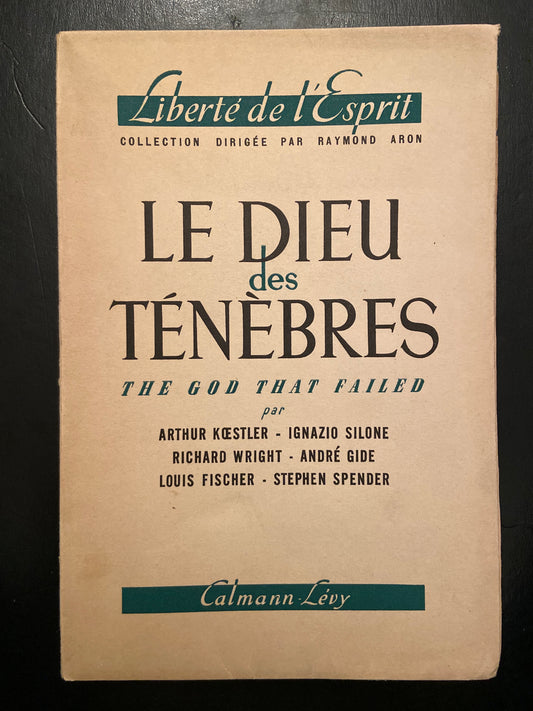 Liberté de l'Esprit
COLLECTION DIRIGÉE PAR RAYMOND ARON
LE DIEU
des
TÉNÈBRES
THE GOD THAT FAILED
par
ARTHUR KŒSTLER - IGNAZIO SILONE
RICHARD WRIGHT - ANDRÉ GIDE
LOUIS FISCHER - STEPHEN SPENDER
Calmann-Lévy